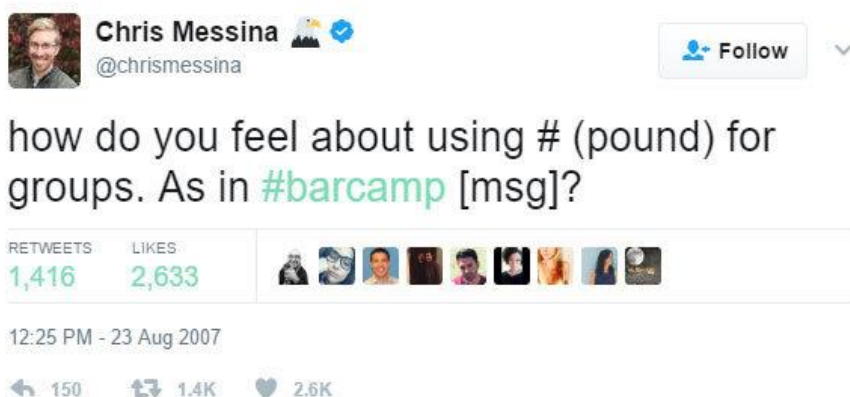 Chris Messina
@chrismessina
Follow
how do you feel about using # (pound) for
groups. As in #barcamp [msg]?
RETWEETS LIKES
1,416 2,633
12:25 PM - 23 Aug 2007
150 1.4K 2.6K